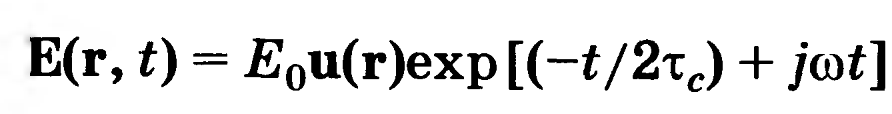 E(r, t) = E₀u(r)exp[(−t/2τ_c) + jωt]